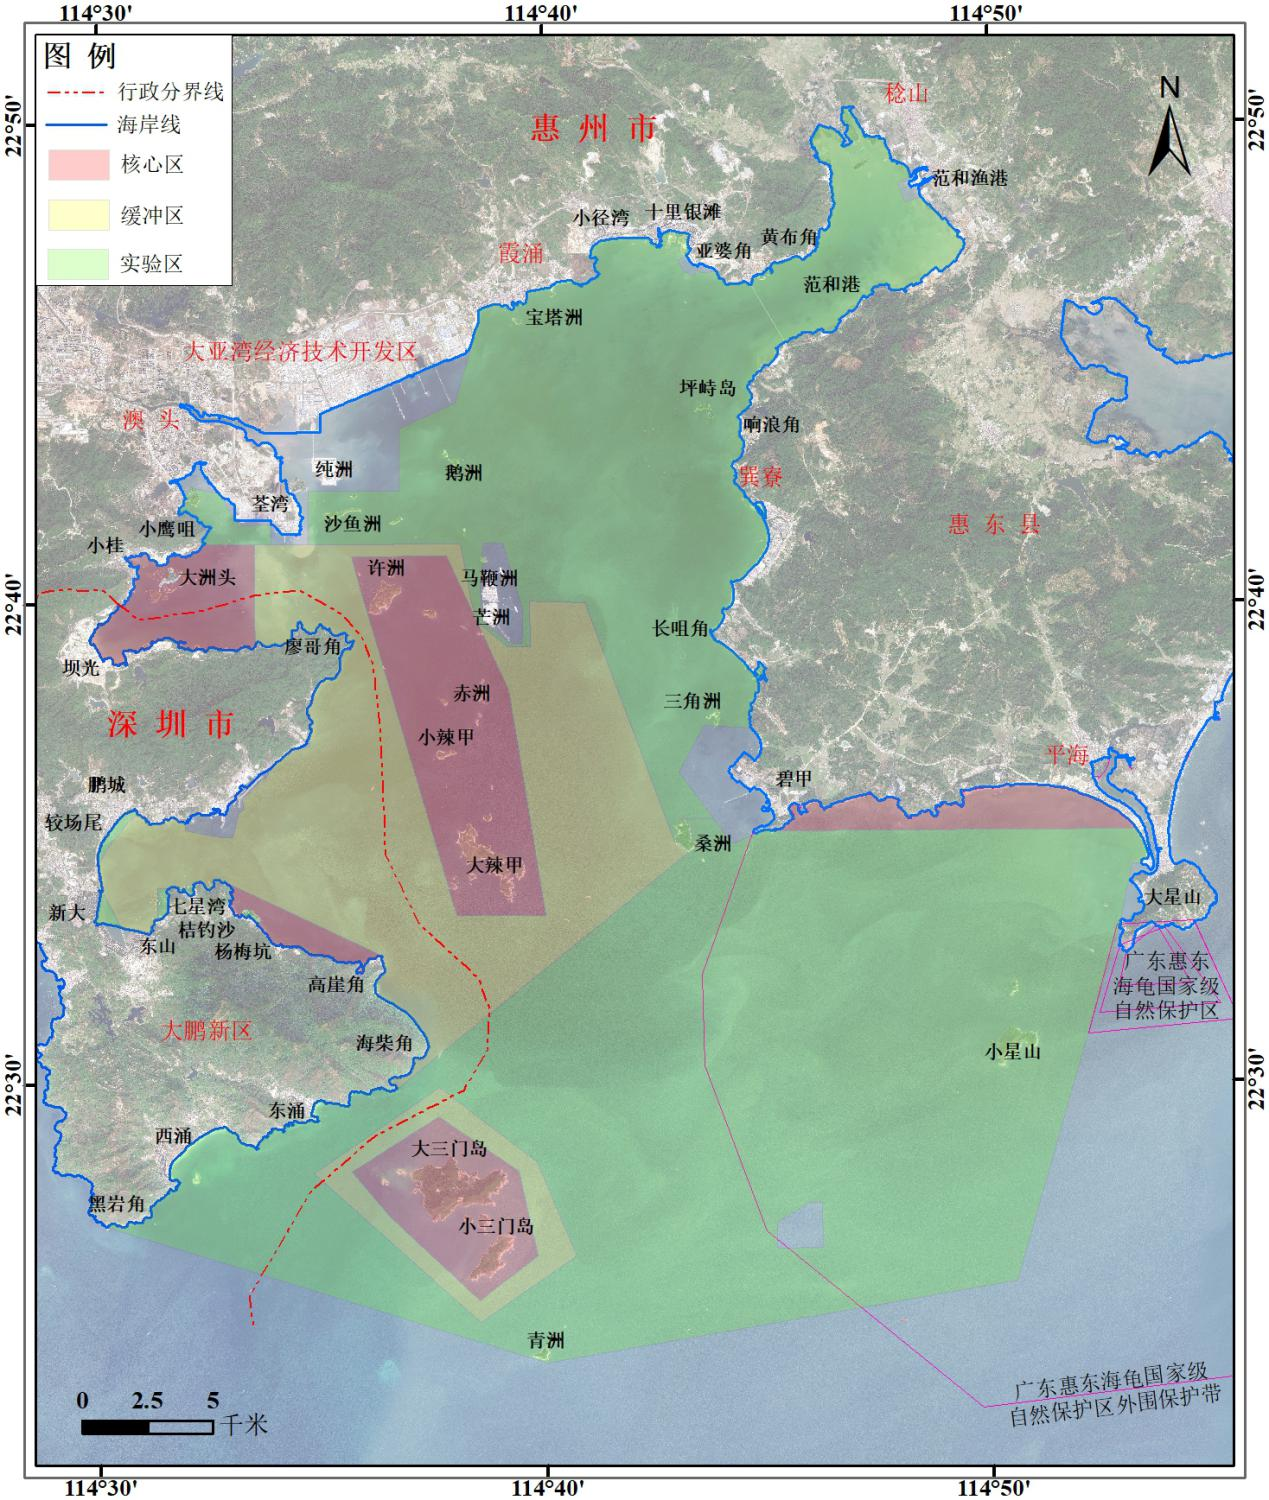 114°30'
114°40'
114°50'
图 例
行政分界线
海岸线
核心区
缓冲区
实验区
N
22°50'
22°50'
稔山
惠 州 市
范和渔港
小径湾
十里银滩
亚婆角
黄布角
霞涌
范和港
宝塔洲
大亚湾经济技术开发区
坪峙岛
澳 头
响浪角
纯洲
鹅洲
巽寮
荃湾
沙鱼洲
惠 东 县
小鹰咀
小桂
大洲头
许洲
马鞭洲
22°40'
22°40'
芒洲
长咀角
廖哥角
坝光
赤洲
三角洲
深 圳 市
小辣甲
平海
鹏城
碧甲
较场尾
桑洲
大辣甲
大星山
新大
七星湾
桔钓沙
东山
杨梅坑
广东惠东
海龟国家级
自然保护区
高崖角
大鹏新区
海柴角
小星山
22°30'
22°30'
东涌
西涌
大三门岛
黑岩角
小三门岛
青洲
广东惠东海龟国家级
自然保护区外围保护带
0 2.5 5
千米
114°30'
114°40'
114°50'